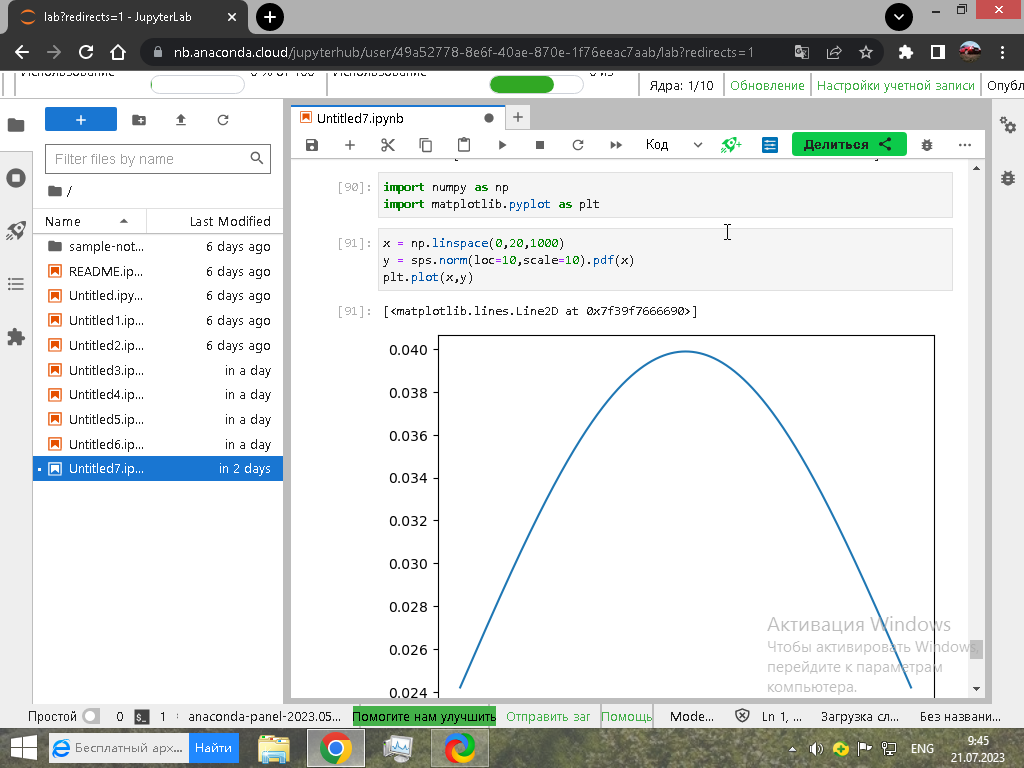 lab?redirects=1 - JupyterLab
nb.anaconda.cloud/jupyterhub/user/49a52778-8e6f-40ae-870e-1f76eeac7aab/lab?redirects=1
Использование
0 % of 100
Использование
0 из
Ядра: 1/10
Обновление
Настройки учетной записи
Опубл
Untitled7.ipynb
Код
Делиться
Filter files by name
/
Name
Last Modified
sample-not... 6 days ago
README.ip... 6 days ago
Untitled.ipy... 6 days ago
Untitled1.ip... 6 days ago
Untitled2.ip... 6 days ago
Untitled3.ip... in a day
Untitled4.ip... in a day
Untitled5.ip... in a day
Untitled6.ip... in a day
Untitled7.ip... in 2 days
[90]:
import numpy as np
import matplotlib.pyplot as plt
[91]:
x = np.linspace(0,20,1000)
y = sps.norm(loc=10,scale=10).pdf(x)
plt.plot(x,y)
[91]: [<matplotlib.lines.Line2D at 0x7f39f7666690>]
0.040
0.038
0.036
0.034
0.032
0.030
0.028
0.026
0.024
Активация Windows
Чтобы активировать Windows,
перейдите к параметрам
компьютера.
Простой
0
$_
1
anaconda-panel-2023.05...
Помогите нам улучшить
Отправить заг
Помощь
Mode...
Ln 1, ...
Загрузка сл...
Без названи...
Бесплатный арх...
Найти
ENG
9:45
21.07.2023